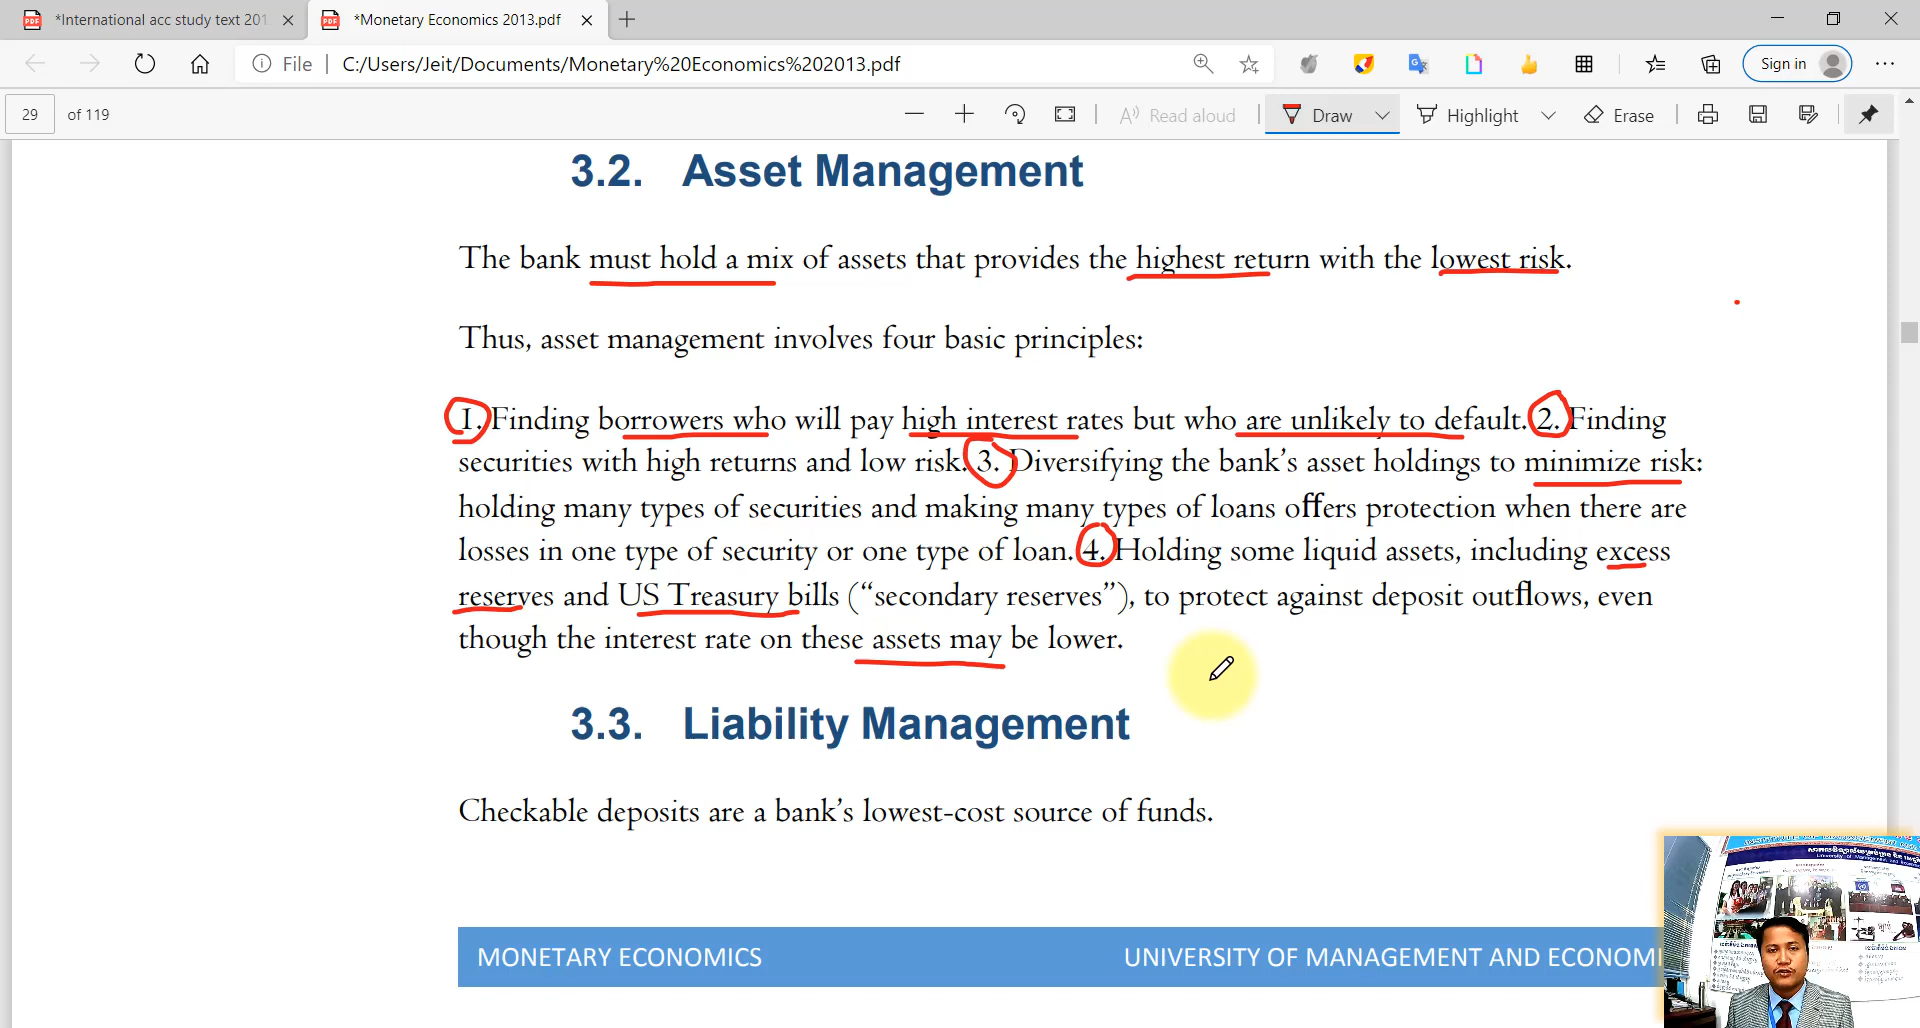 *International acc study text 201
*Monetary Economics 2013.pdf
File
C:/Users/Jeit/Documents/Monetary%20Economics%202013.pdf
Sign in
29 of 119
Read aloud
Draw
Highlight
Erase
3.2. Asset Management
The bank must hold a mix of assets that provides the highest return with the lowest risk.
Thus, asset management involves four basic principles:
1. Finding borrowers who will pay high interest rates but who are unlikely to default. 2. Finding
securities with high returns and low risk. 3. Diversifying the bank’s asset holdings to minimize risk:
holding many types of securities and making many types of loans offers protection when there are
losses in one type of security or one type of loan. 4. Holding some liquid assets, including excess
reserves and US Treasury bills (“secondary reserves”), to protect against deposit outflows, even
though the interest rate on these assets may be lower.
3.3. Liability Management
Checkable deposits are a bank’s lowest-cost source of funds.
MONETARY ECONOMICS
UNIVERSITY OF MANAGEMENT AND ECONOMI